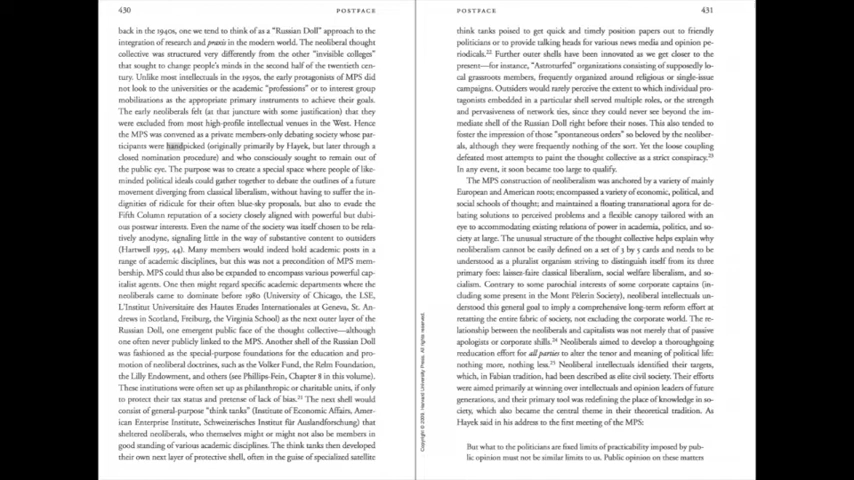 430
POSTFACE
back in the 1940s, one we tend to think of as a “Russian Doll” approach to the
integration of research and praxis in the modern world. The neoliberal thought
collective was structured very differently from the other “invisible colleges”
that sought to change people's minds in the second half of the twentieth cen-
tury. Unlike most intellectuals in the 1950s, the early protagonists of MPS did
not look to the universities or the academic “professions” or to interest group
mobilizations as the appropriate primary instruments to achieve their goals.
The early neoliberals felt (at that juncture with some justification) that they
were excluded from most high-profile intellectual venues in the West. Hence
the MPS was convened as a private members-only debating society whose par-
ticipants were handpicked (originally primarily by Hayek, but later through a
closed nomination procedure) and who consciously sought to remain out of
the public eye. The purpose was to create a special space where people of like-
minded political ideals could gather together to debate the outlines of a future
movement diverging from classical liberalism, without having to suffer the in-
dignities of ridicule for their often blue-sky proposals, but also to evade the
Fifth Column reputation of a society closely aligned with powerful but dubi-
ous postwar interests. Even the name of the society was itself chosen to be rela-
tively anodyne, signaling little in the way of substantive content to outsiders
(Hartwell 1995, 44). Many members would indeed hold academic posts in a
range of academic disciplines, but this was not a precondition of MPS mem-
bership. MPS could thus also be expanded to encompass various powerful cap-
italist agents. One then might regard specific academic departments where the
neoliberals came to dominate before 1980 (University of Chicago, the LSE,
L'Institut Universitaire des Hautes Etudes Internationales at Geneva, St. An-
drews in Scotland, Freiburg, the Virginia School) as the next outer layer of the
Russian Doll, one emergent public face of the thought collective—although
one often never publicly linked to the MPS. Another shell of the Russian Doll
was fashioned as the special-purpose foundations for the education and pro-
motion of neoliberal doctrines, such as the Volker Fund, the Relm Foundation,
the Lilly Endowment, and others (see Phillips-Fein, Chapter 8 in this volume).
These institutions were often set up as philanthropic or charitable units, if only
to protect their tax status and pretense of lack of bias.21 The next shell would
consist of general-purpose “think tanks” (Institute of Economic Affairs, Amer-
ican Enterprise Institute, Schweizerisches Institut für Auslandforschung) that
sheltered neoliberals, who themselves might or might not also be members in
good standing of various academic disciplines. The think tanks then developed
their own next layer of protective shell, often in the guise of specialized satellite
Copyright © 2009. Harvard University Press. All rights reserved.
POSTFACE
431
think tanks poised to get quick and timely position papers out to friendly
politicians or to provide talking heads for various news media and opinion pe-
riodicals.22 Further outer shells have been innovated as we get closer to the
present—for instance, “Astroturfed” organizations consisting of supposedly lo-
cal grassroots members, frequently organized around religious or single-issue
campaigns. Outsiders would rarely perceive the extent to which individual pro-
tagonists embedded in a particular shell served multiple roles, or the strength
and pervasiveness of network ties, since they could never see beyond the im-
mediate shell of the Russian Doll right before their noses. This also tended to
foster the impression of those “spontaneous orders” so beloved by the neoliber-
als, although they were frequently nothing of the sort. Yet the loose coupling
defeated most attempts to paint the thought collective as a strict conspiracy.23
In any event, it soon became too large to qualify.
The MPS construction of neoliberalism was anchored by a variety of mainly
European and American roots; encompassed a variety of economic, political, and
social schools of thought; and maintained a floating transnational agora for de-
bating solutions to perceived problems and a flexible canopy tailored with an
eye to accommodating existing relations of power in academia, politics, and so-
ciety at large. The unusual structure of the thought collective helps explain why
neoliberalism cannot be easily defined on a set of 3 by 5 cards and needs to be
understood as a pluralist organism striving to distinguish itself from its three
primary foes: laissez-faire classical liberalism, social welfare liberalism, and so-
cialism. Contrary to some parochial interests of some corporate captains (in-
cluding some present in the Mont Pèlerin Society), neoliberal intellectuals un-
derstood this general goal to imply a comprehensive long-term reform effort at
retatting the entire fabric of society, not excluding the corporate world. The re-
lationship between the neoliberals and capitalists was not merely that of passive
apologists or corporate shills.24 Neoliberals aimed to develop a thoroughgoing
reeducation effort for all parties to alter the tenor and meaning of political life:
nothing more, nothing less.25 Neoliberal intellectuals identified their targets,
which, in Fabian tradition, had been described as elite civil society. Their efforts
were aimed primarily at winning over intellectuals and opinion leaders of future
generations, and their primary tool was redefining the place of knowledge in so-
ciety, which also became the central theme in their theoretical tradition. As
Hayek said in his address to the first meeting of the MPS:
But what to the politicians are fixed limits of practicability imposed by pub-
lic opinion must not be similar limits to us. Public opinion on these matters